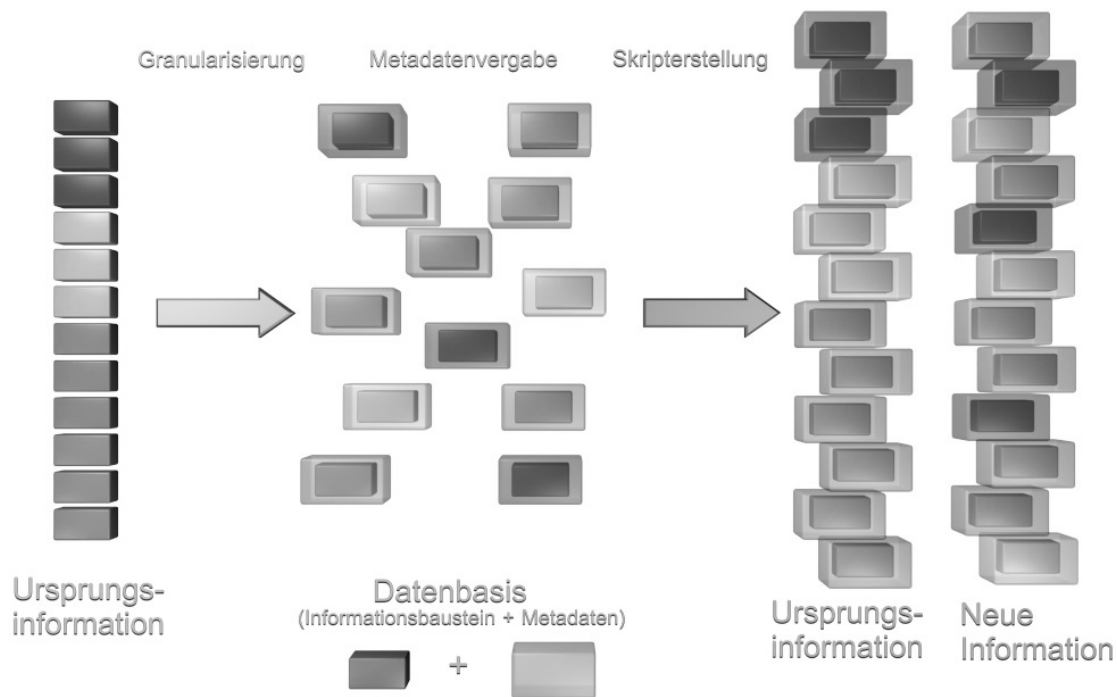 Granularisierung
Metadatenvergabe
Skripterstellung
Ursprungs-
information
Datenbasis
(Informationsbaustein + Metadaten)
+
Ursprungs-
information
Neue
Information